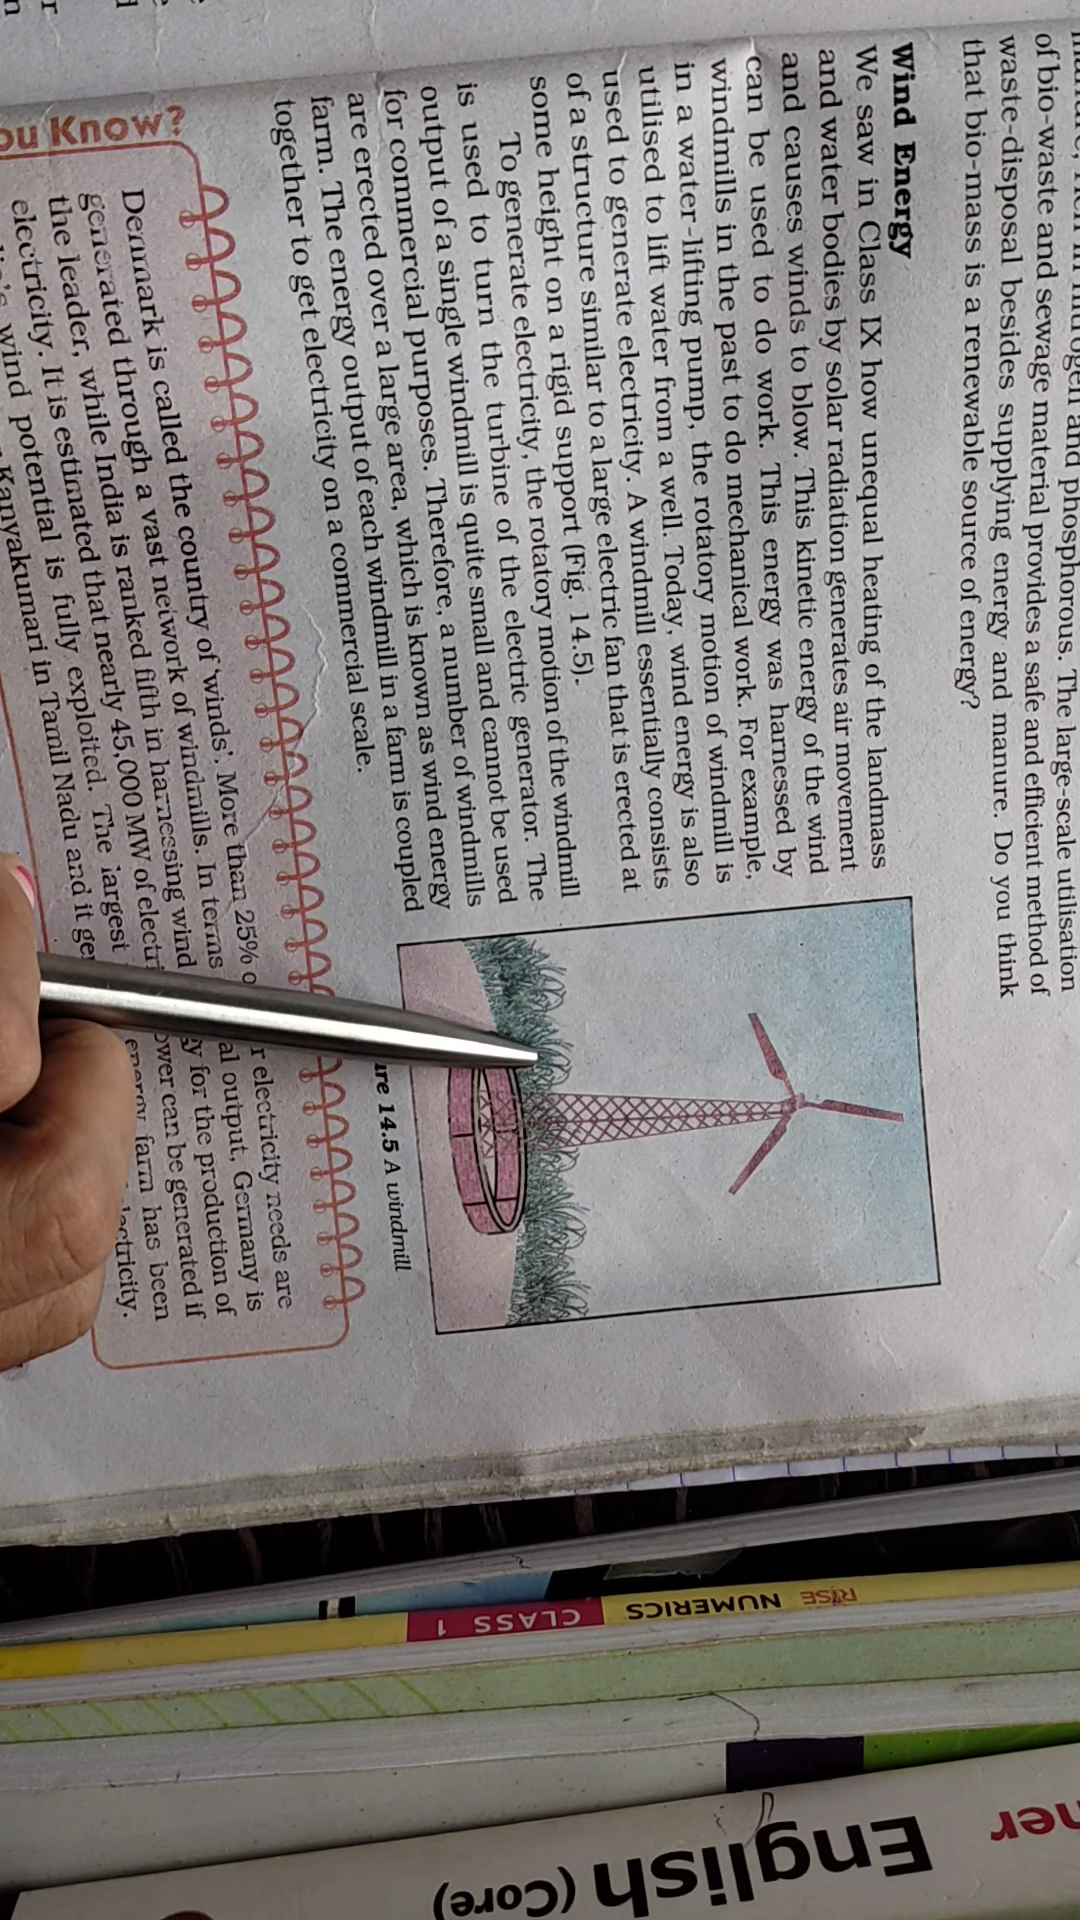 of bio-waste and sewage material provides a safe and efficient method of
waste-disposal besides supplying energy and manure. Do you think
that bio-mass is a renewable source of energy?
Wind Energy
We saw in Class IX how unequal heating of the landmass
and water bodies by solar radiation generates air movement
and causes winds to blow. This kinetic energy of the wind
can be used to do work. This energy was harnessed by
windmills in the past to do mechanical work. For example,
in a water-lifting pump, the rotatory motion of windmill is
utilised to lift water from a well. Today, wind energy is also
used to generate electricity. A windmill essentially consists
of a structure similar to a large electric fan that is erected at
some height on a rigid support (Fig. 14.5).
To generate electricity, the rotatory motion of the windmill
is used to turn the turbine of the electric generator. The
output of a single windmill is quite small and cannot be used
for commercial purposes. Therefore, a number of windmills
are erected over a large area, which is known as wind energy
farm. The energy output of each windmill in a farm is coupled
together to get electricity on a commercial scale.
ure 14.5 A windmill
ou Know?
Denmark is called the country of 'winds'. More than 25% o r electricity needs are
generated through a vast network of windmills. In terms al output, Germany is
the leader, while India is ranked fifth in harnessing wind gy for the production of
electricity. It is estimated that nearly 45,000 MW of electri ower can be generated if
wind potential is fully exploited. The largest energy farm has been
Kanyakumari in Tamil Nadu and it ge lectricity.
RISE NUMERICS CLASS 1
her
English (Core)